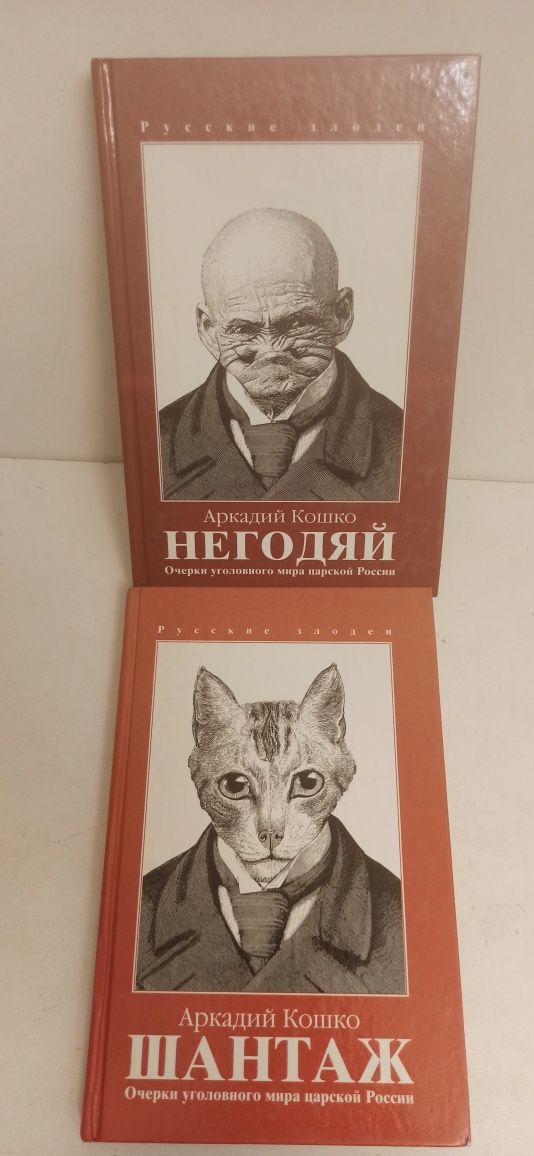 Русские злодеи
Аркадий Кошко
НЕГОДЯЙ
Очерки уголовного мира царской России
Русские злодеи
Аркадий Кошко
ШАНТАЖ
Очерки уголовного мира царской России